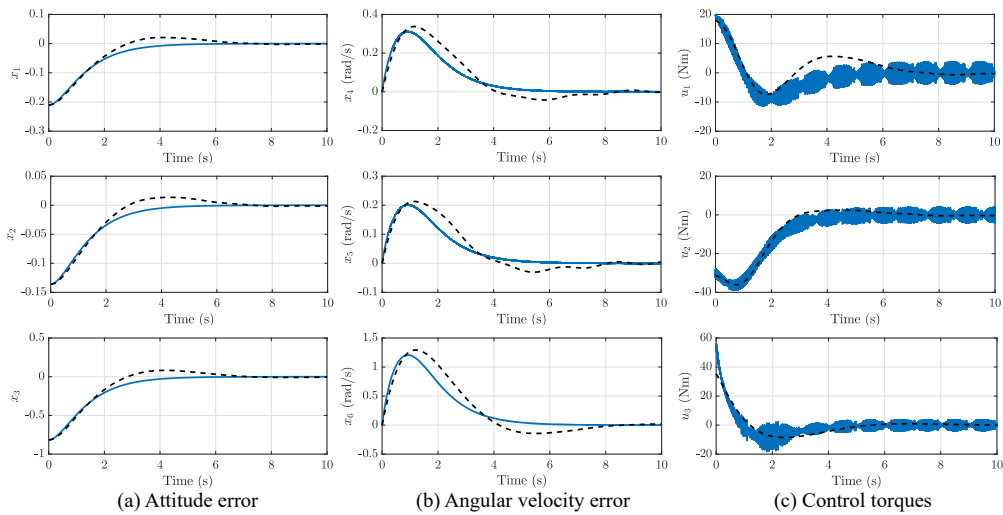 0.1
0
-0.1
-0.2
-0.3
x1
0 2 4 6 8 10
Time (s)
0.4
0.2
0
-0.2
x4 (rad/s)
0 2 4 6 8 10
Time (s)
20
10
0
-10
-20
u1 (Nm)
0 2 4 6 8 10
Time (s)
0.05
0
-0.05
-0.1
-0.15
x2
0 2 4 6 8 10
Time (s)
0.3
0.2
0.1
0
-0.1
x5 (rad/s)
0 2 4 6 8 10
Time (s)
20
0
-20
-40
u2 (Nm)
0 2 4 6 8 10
Time (s)
0.5
0
-0.5
-1
x3
0 2 4 6 8 10
Time (s)
1.5
1
0.5
0
-0.5
x6 (rad/s)
0 2 4 6 8 10
Time (s)
60
40
20
0
-20
u3 (Nm)
0 2 4 6 8 10
Time (s)
(a) Attitude error
(b) Angular velocity error
(c) Control torques